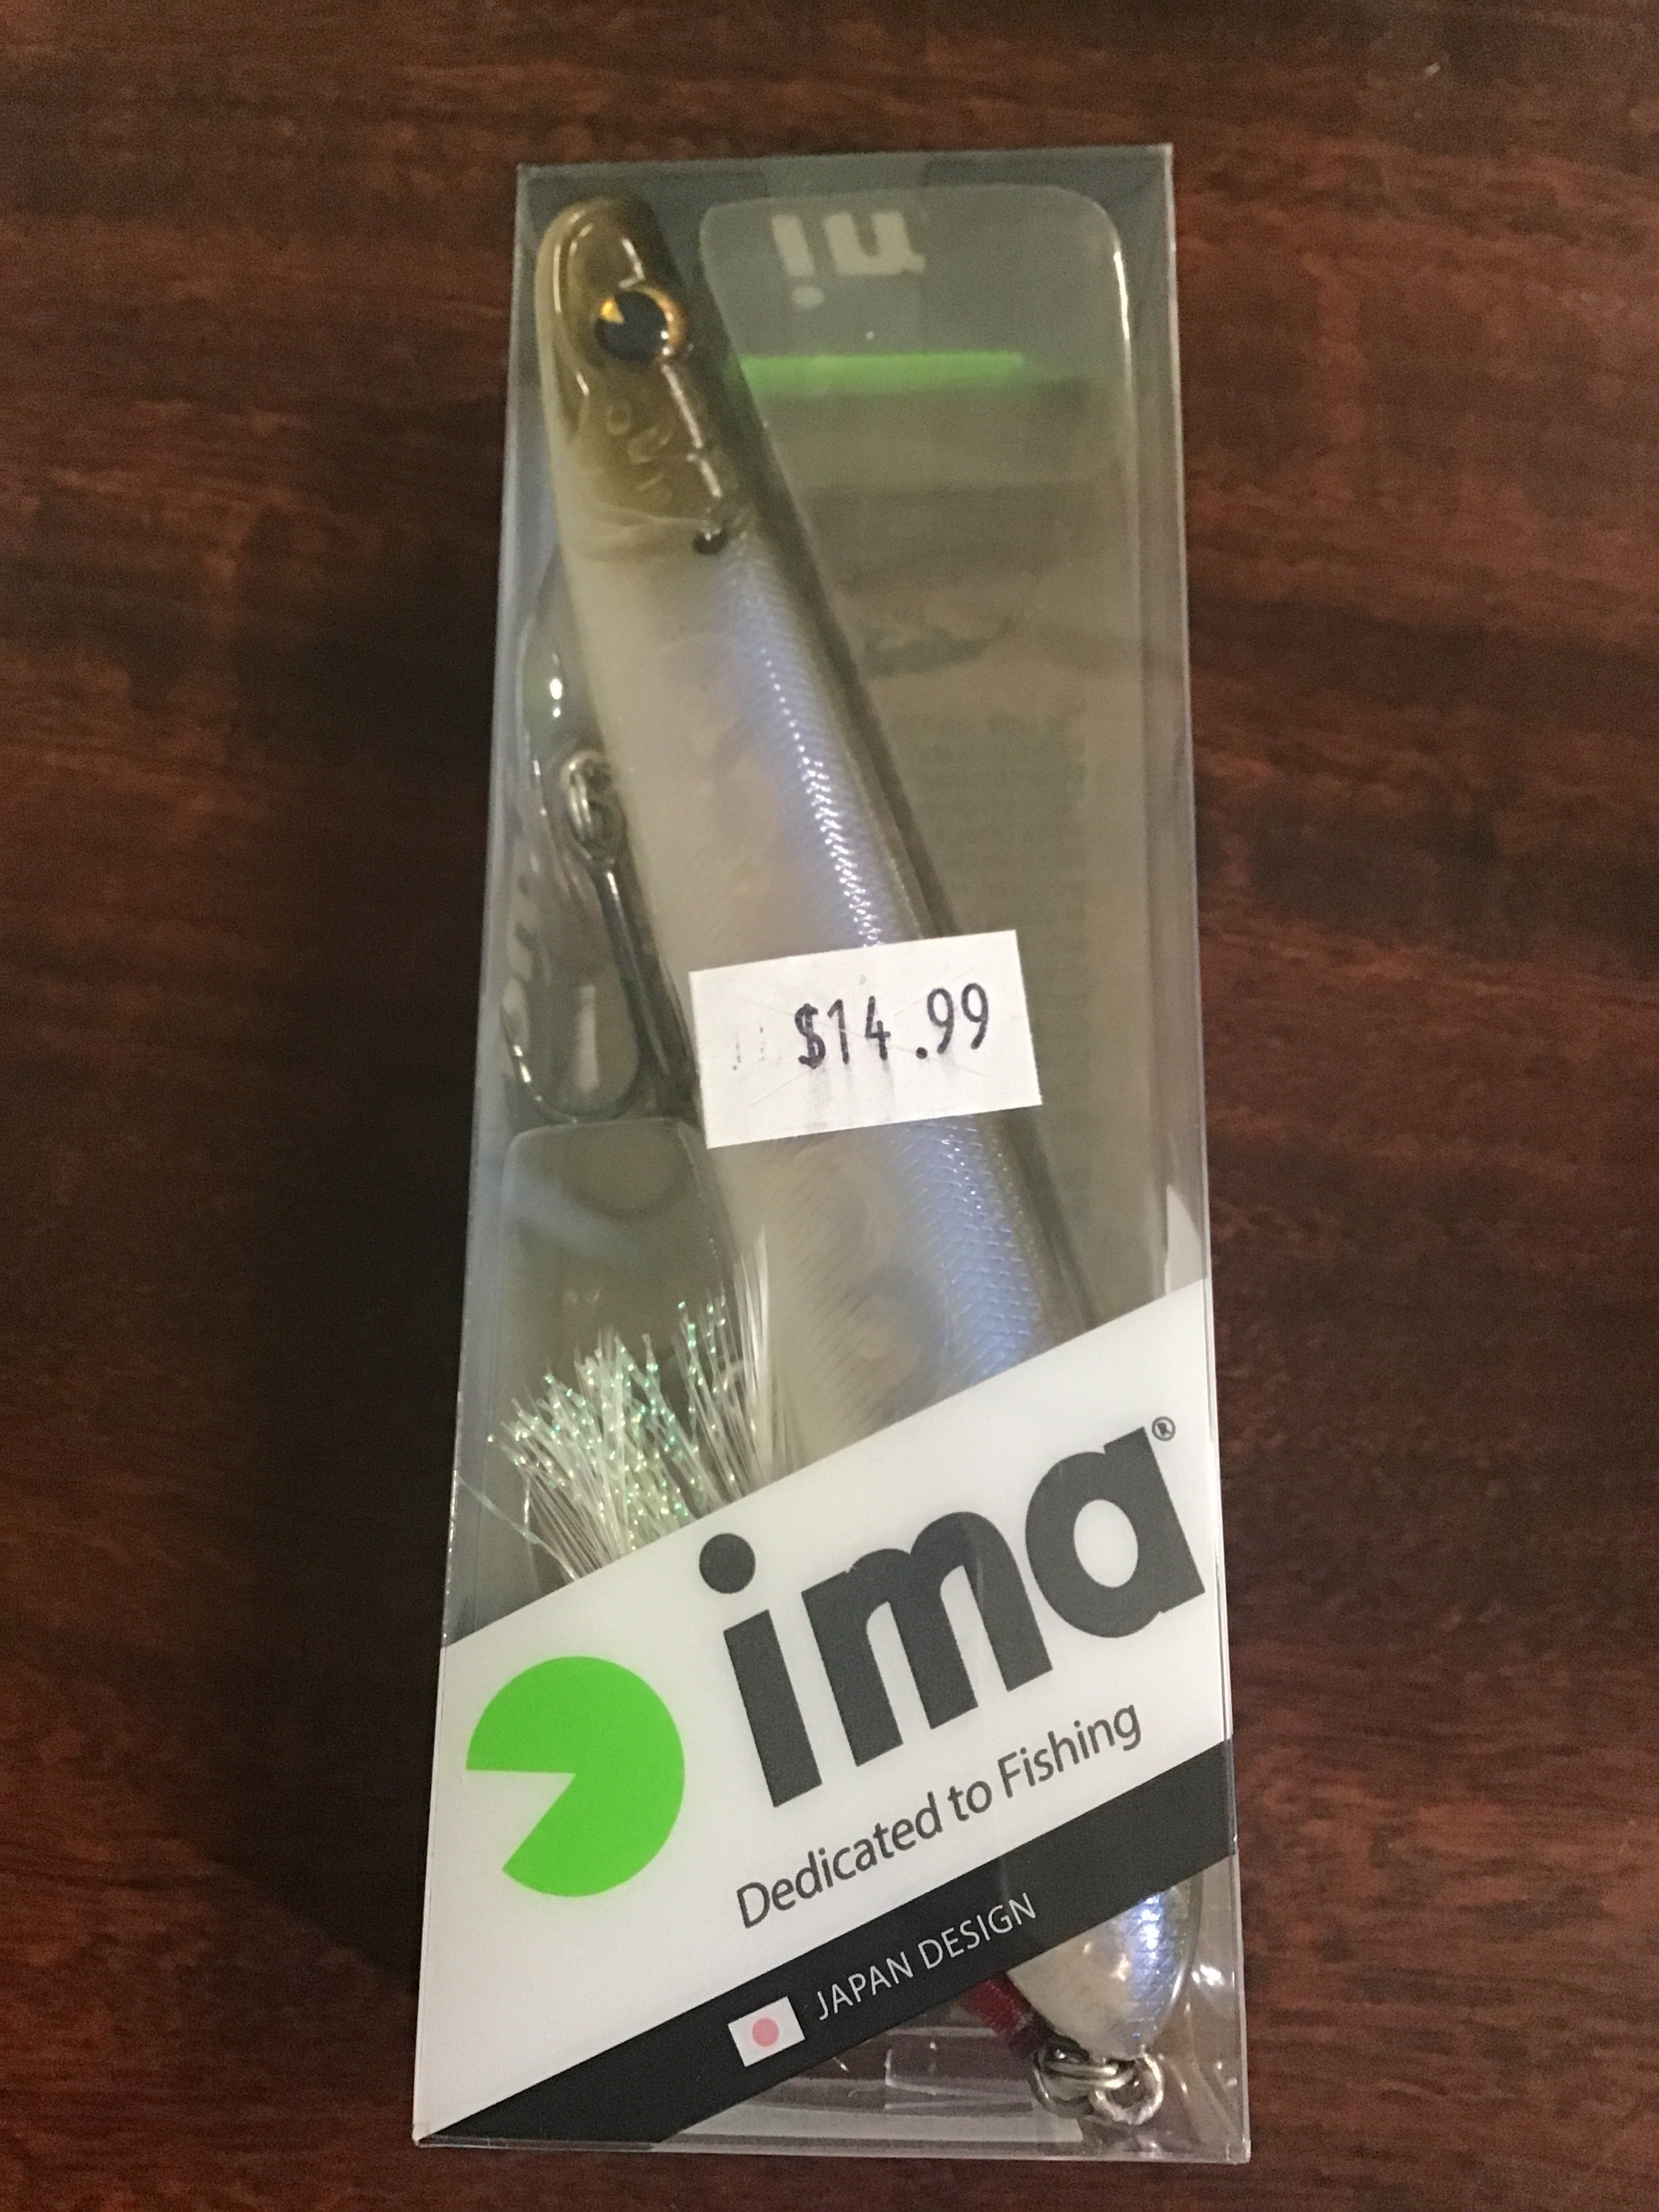 $14.99
ima®
Dedicated to Fishing
JAPAN DESIGN